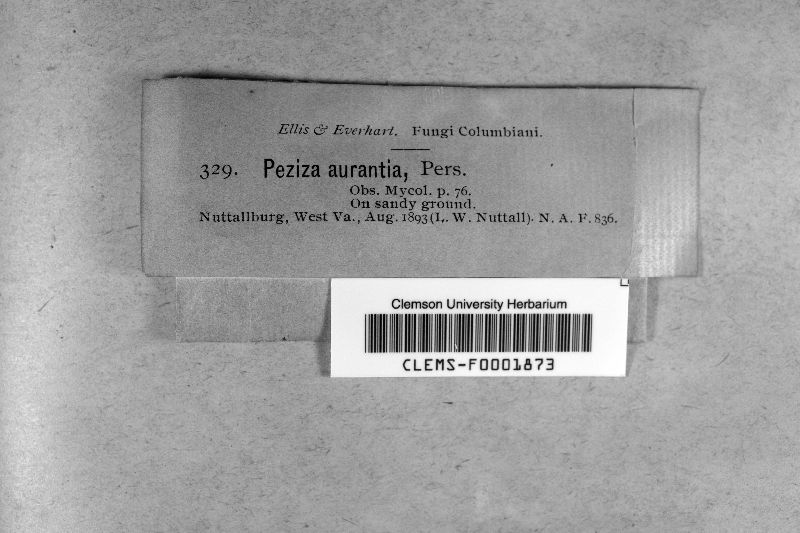 Ellis & Everhart. Fungi Columbiani.
329. Peziza aurantia, Pers.
Obs. Mycol. p. 76.
On sandy ground.
Nuttallburg, West Va., Aug. 1893 (L. W. Nuttall). N. A. F. 836.
Clemson University Herbarium
CLEMS-F0001873